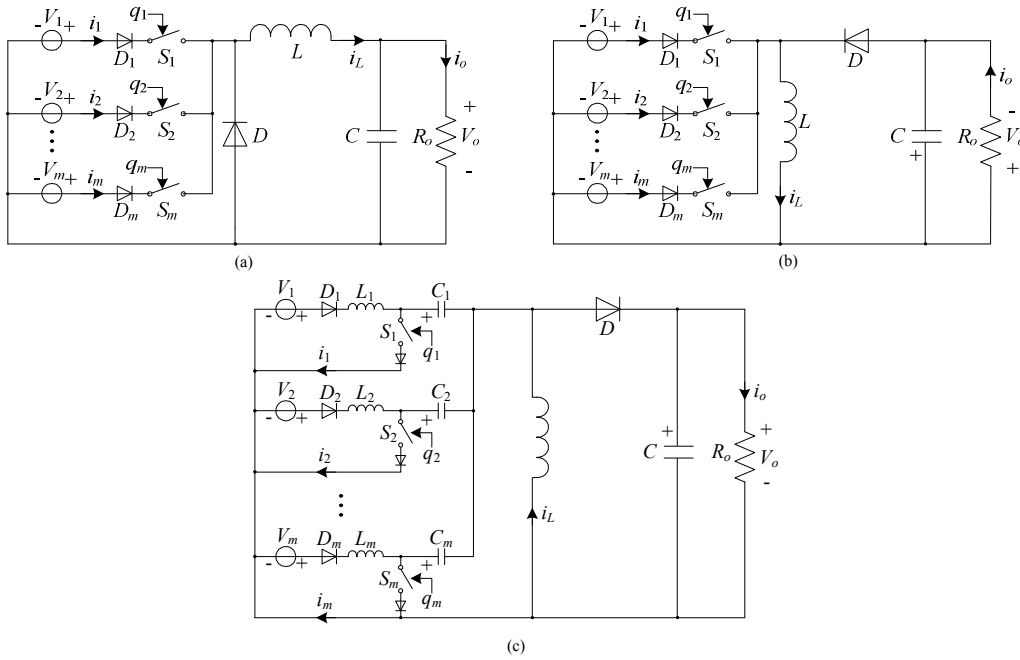 - V1 + i1 D1 q1 S1
L iL io
- V2 + i2 D2 q2 S2
D C Ro + Vo -
- Vm + im Dm qm Sm
(a)
- V1 + i1 D1 q1 S1
D io
- V2 + i2 D2 q2 S2
L C + Ro - Vo +
- Vm + im Dm qm Sm
iL
(b)
V1 - + D1 L1 C1 +
S1 q1 i1
D
V2 - + D2 L2 C2 +
S2 q2 i2
io
iL + C Ro + Vo -
Vm - + Dm Lm Cm +
Sm qm im
(c)